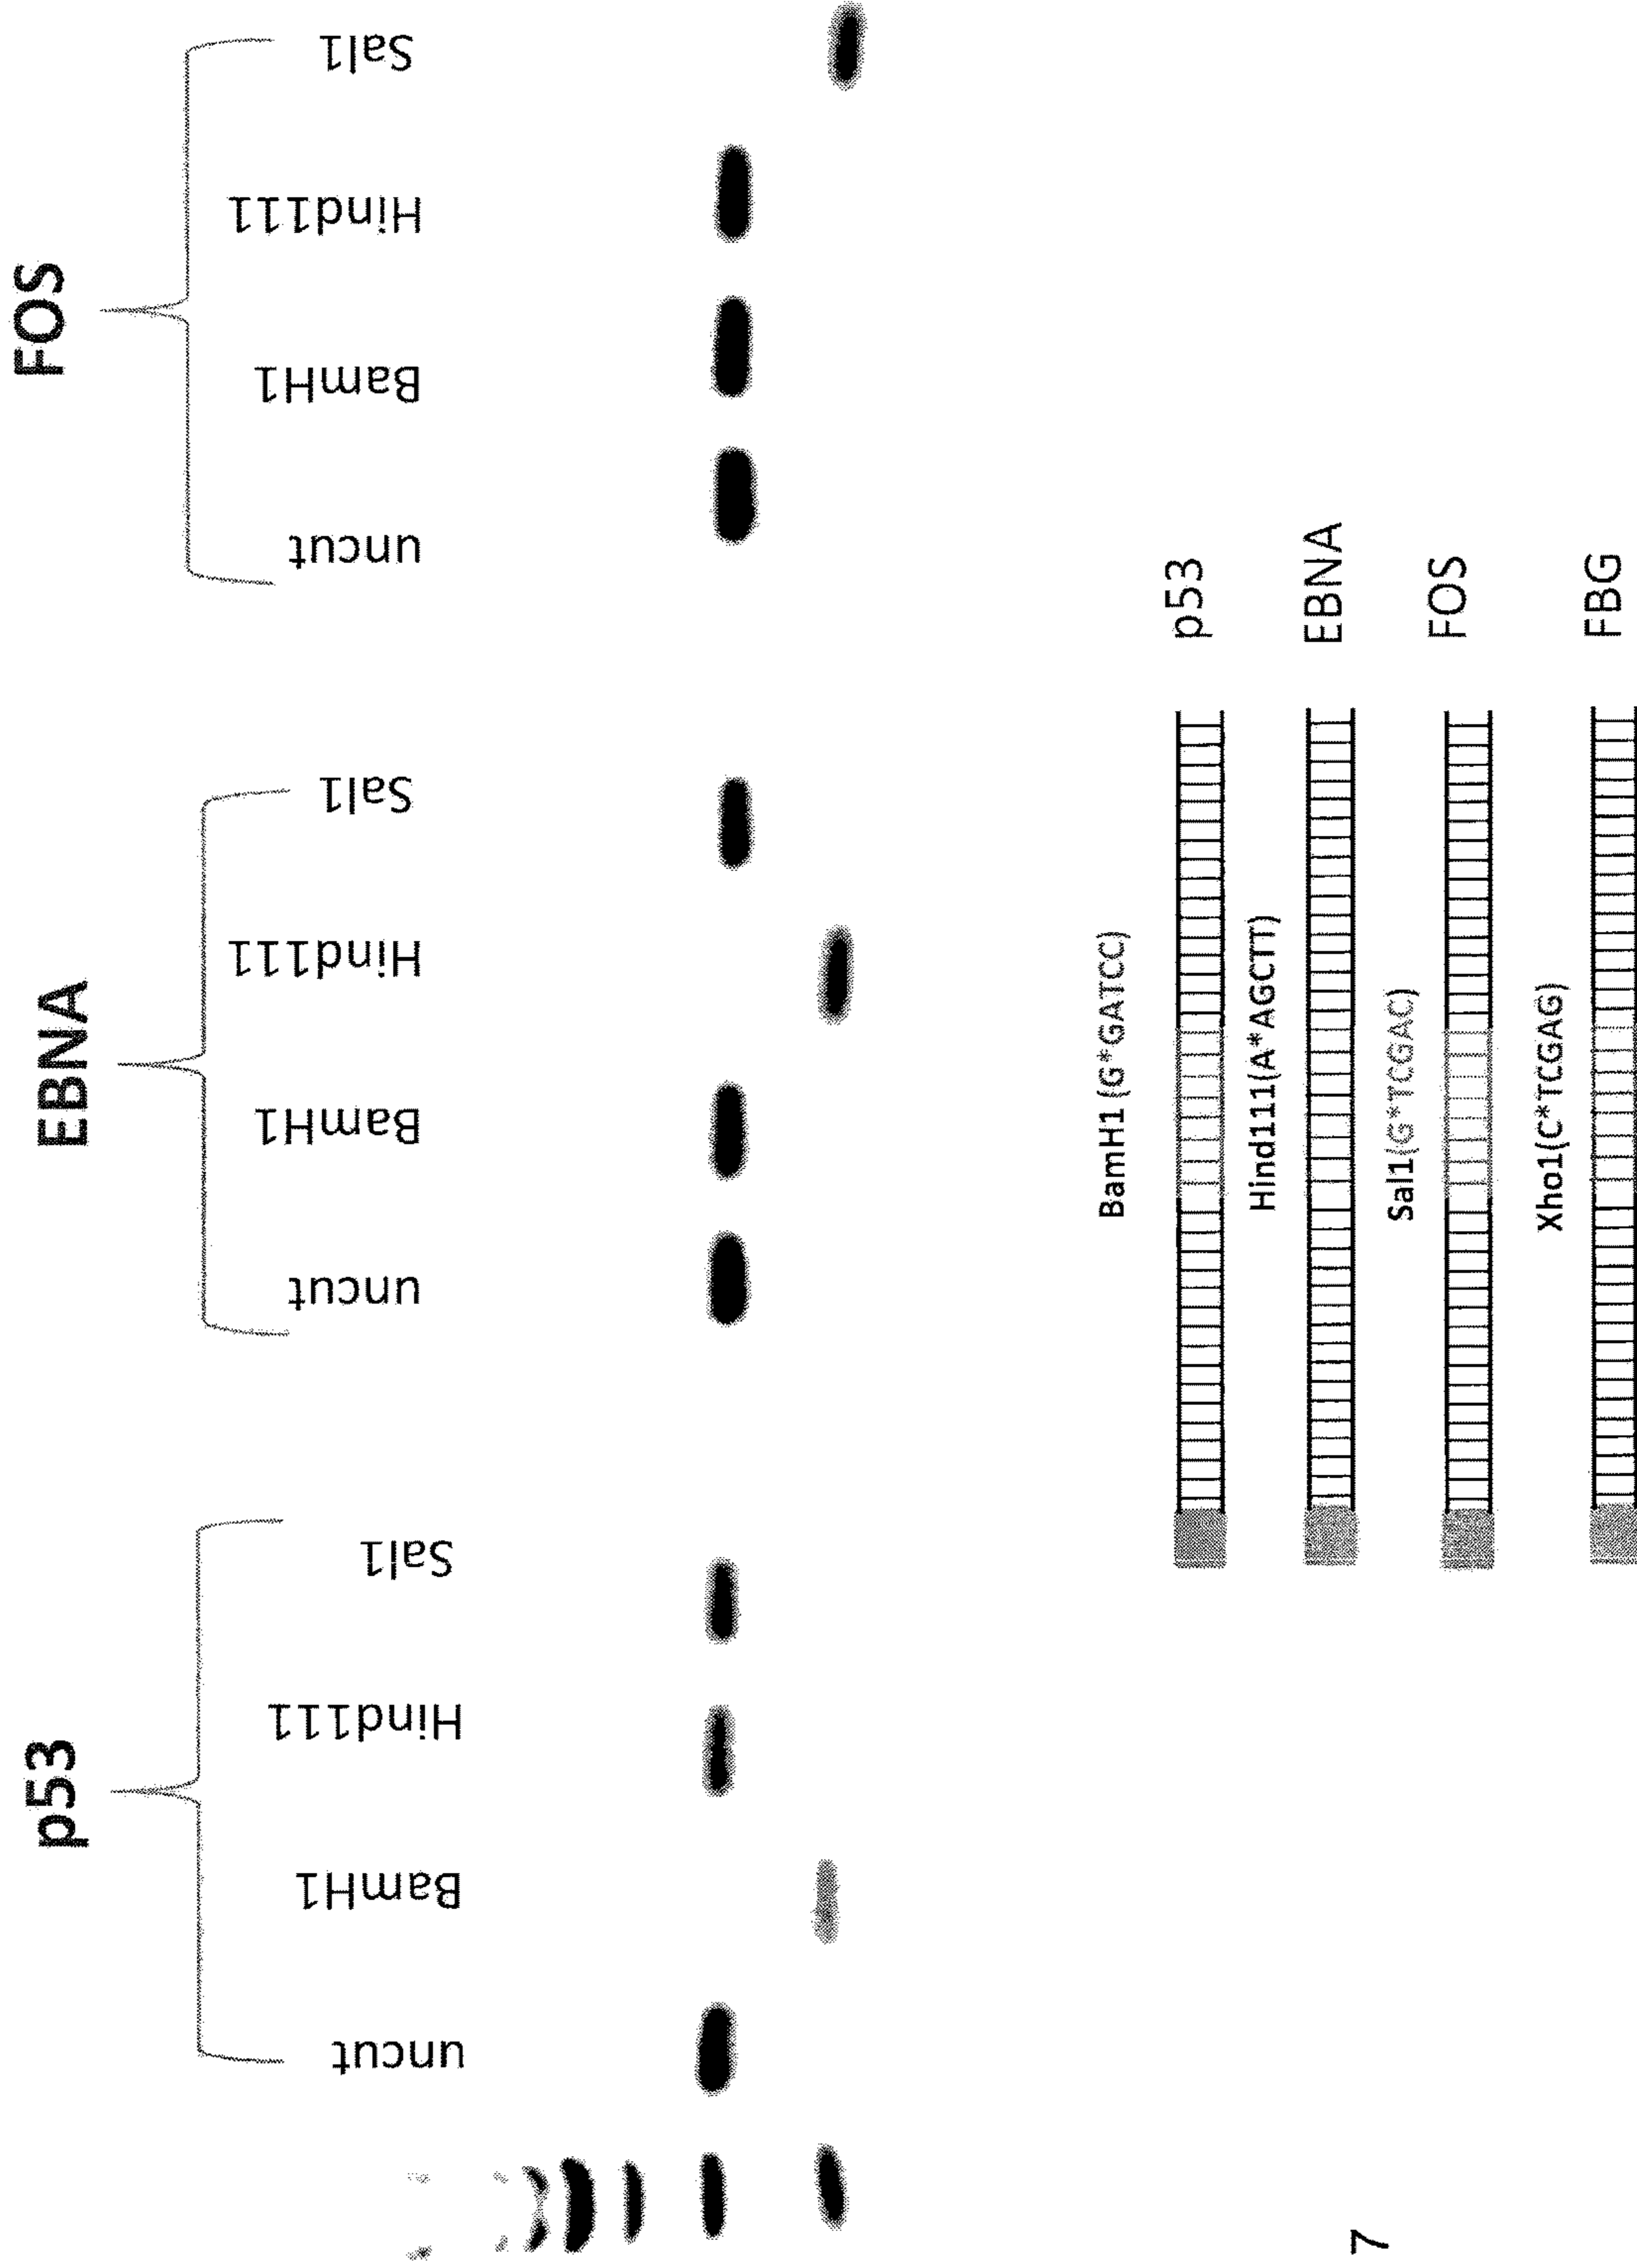 p53
EBNA
FOS
uncut
BamH1
Hind111
Sal1
uncut
BamH1
Hind111
Sal1
uncut
BamH1
Hind111
Sal1
BamH1 (G*GATCC)
p53
Hind111(A*AGCTT)
EBNA
Sal1(G*TCGAC)
FOS
Xho1(C*TCGAG)
FBG
7